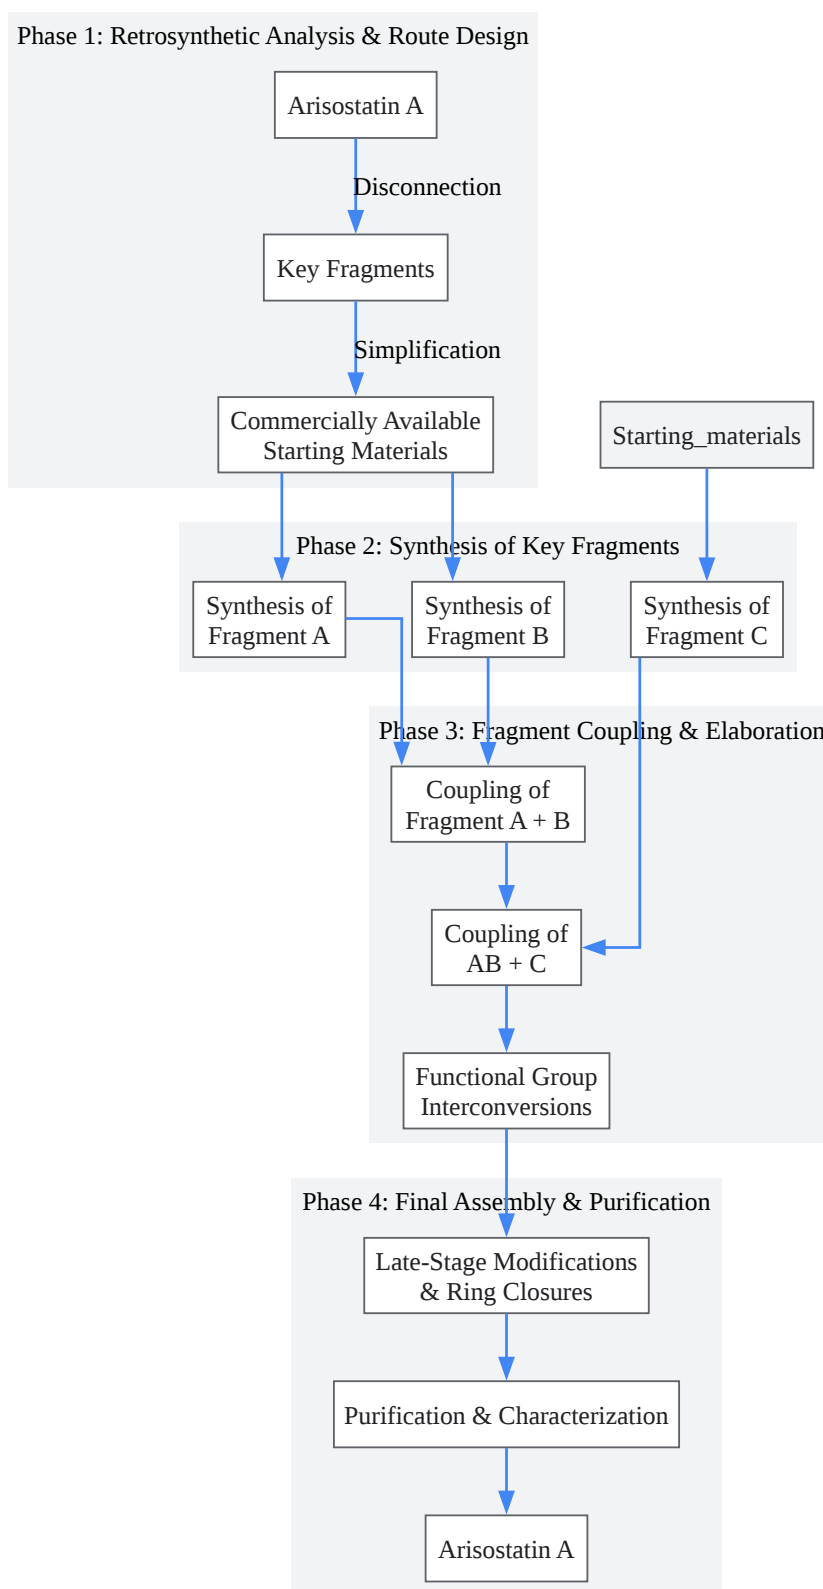 Phase 1: Retrosynthetic Analysis & Route Design
Arisostatin A
Disconnection
Key Fragments
Simplification
Commercially Available
Starting Materials
Starting_materials
Phase 2: Synthesis of Key Fragments
Synthesis of
Fragment A
Synthesis of
Fragment B
Synthesis of
Fragment C
Phase 3: Fragment Coupling & Elaboration
Coupling of
Fragment A + B
Coupling of
AB + C
Functional Group
Interconversions
Phase 4: Final Assembly & Purification
Late-Stage Modifications
& Ring Closures
Purification & Characterization
Arisostatin A